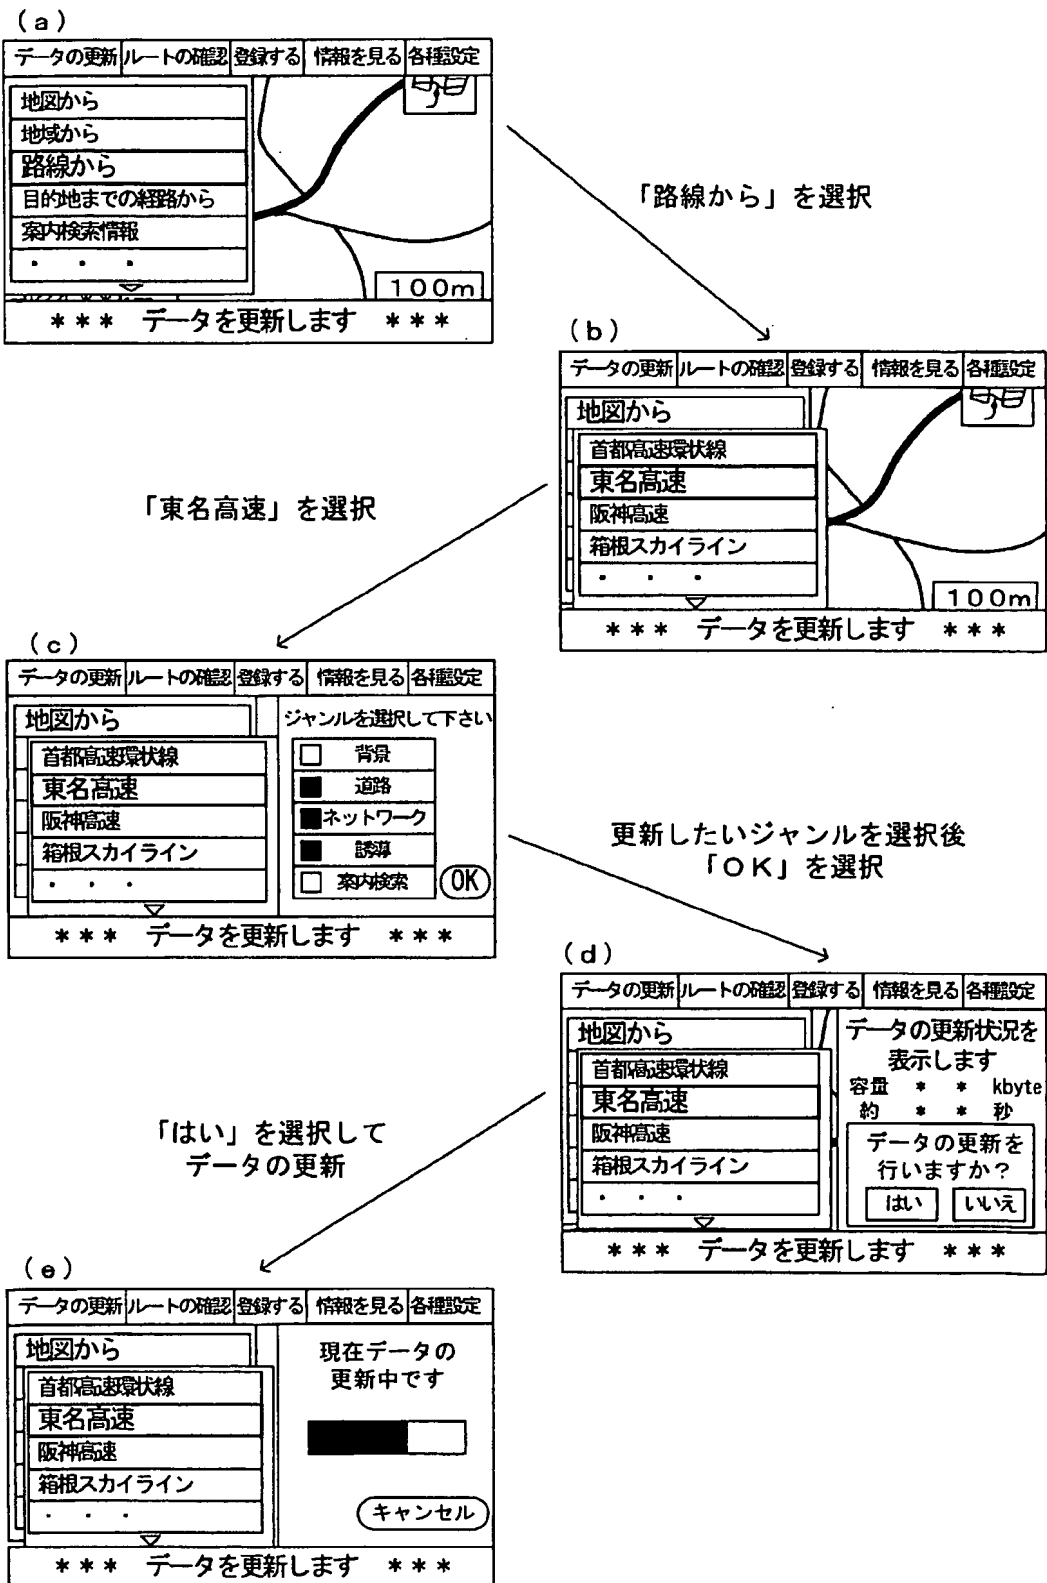 (a)
データの更新 ルートの確認 登録する 情報を見る 各種設定
地図から
地域から
路線から
目的地までの経路から
案内検索情報
・ ・ ・
100m
*** データを更新します ***
「路線から」を選択
(b)
データの更新 ルートの確認 登録する 情報を見る 各種設定
地図から
首都高速環状線
東名高速
阪神高速
箱根スカイライン
・ ・ ・
100m
*** データを更新します ***
「東名高速」を選択
(c)
データの更新 ルートの確認 登録する 情報を見る 各種設定
地図から
首都高速環状線
東名高速
阪神高速
箱根スカイライン
・ ・ ・
ジャンルを選択して下さい
背景
道路
ネットワーク
誘導
案内検索
OK
*** データを更新します ***
更新したいジャンルを選択後
「OK」を選択
(d)
データの更新 ルートの確認 登録する 情報を見る 各種設定
地図から
首都高速環状線
東名高速
阪神高速
箱根スカイライン
・ ・ ・
データの更新状況を
表示します
容量 * * kbyte
約 * * 秒
データの更新を
行いますか?
はい いいえ
*** データを更新します ***
「はい」を選択して
データの更新
(e)
データの更新 ルートの確認 登録する 情報を見る 各種設定
地図から
首都高速環状線
東名高速
阪神高速
箱根スカイライン
・ ・ ・
現在データの
更新中です
キャンセル
*** データを更新します ***